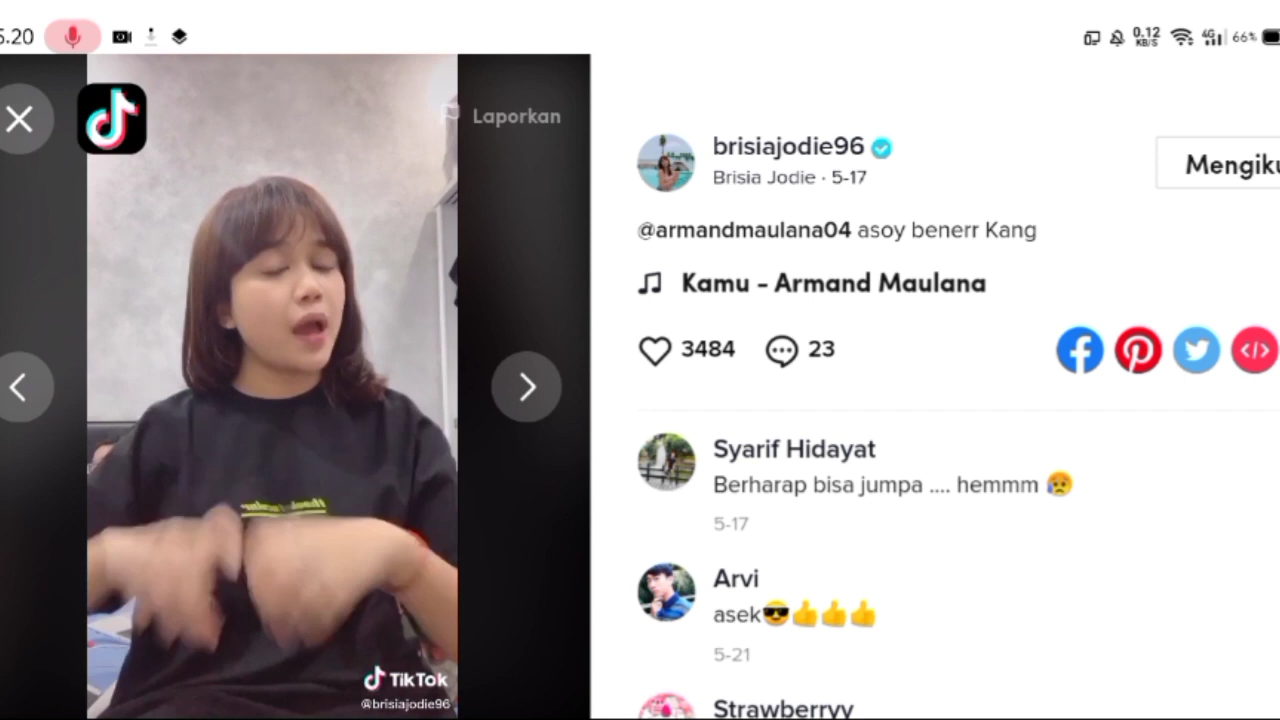 5.20
0.12
KB/S
4G
66%
Laporkan
brisiajodie96
Brisia Jodie · 5-17
Mengiku
@armandmaulana04 asoy benerr Kang
Kamu - Armand Maulana
3484
23
Syarif Hidayat
Berharap bisa jumpa .... hemmm 😥
5-17
Arvi
asek😎👍👍👍
5-21
Strawberryy
TikTok
@brisiajodie96